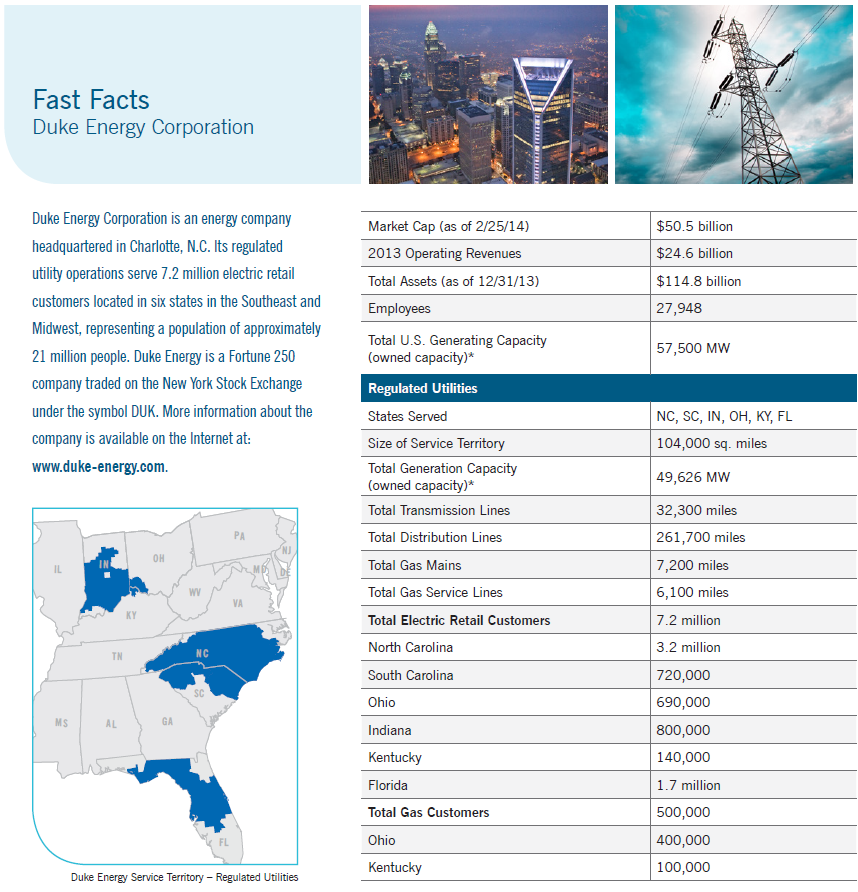 Fast Facts
Duke Energy Corporation
Duke Energy Corporation is an energy company
headquartered in Charlotte, N.C. Its regulated
utility operations serve 7.2 million electric retail
customers located in six states in the Southeast and
Midwest, representing a population of approximately
21 million people. Duke Energy is a Fortune 250
company traded on the New York Stock Exchange
under the symbol DUK. More information about the
company is available on the Internet at:
www.duke-energy.com.
PA
NJ
OH
IN
IL
MD
DE
WV
VA
KY
NC
TN
SC
MS
AL
GA
FL
Duke Energy Service Territory – Regulated Utilities
Market Cap (as of 2/25/14) $50.5 billion
2013 Operating Revenues $24.6 billion
Total Assets (as of 12/31/13) $114.8 billion
Employees 27,948
Total U.S. Generating Capacity
(owned capacity)* 57,500 MW
Regulated Utilities
States Served NC, SC, IN, OH, KY, FL
Size of Service Territory 104,000 sq. miles
Total Generation Capacity
(owned capacity)* 49,626 MW
Total Transmission Lines 32,300 miles
Total Distribution Lines 261,700 miles
Total Gas Mains 7,200 miles
Total Gas Service Lines 6,100 miles
Total Electric Retail Customers 7.2 million
North Carolina 3.2 million
South Carolina 720,000
Ohio 690,000
Indiana 800,000
Kentucky 140,000
Florida 1.7 million
Total Gas Customers 500,000
Ohio 400,000
Kentucky 100,000